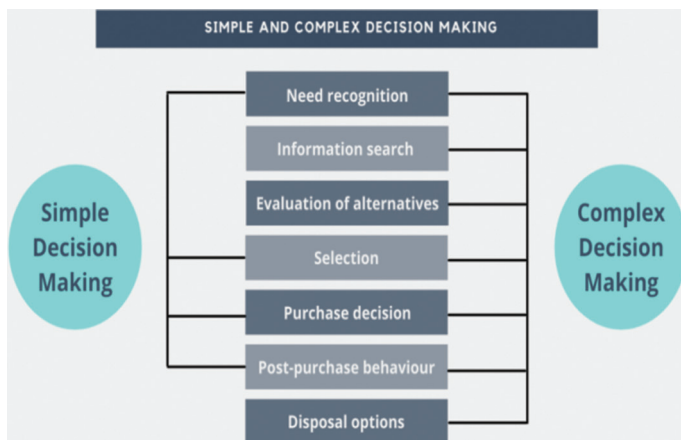 SIMPLE AND COMPLEX DECISION MAKING
Need recognition
Information search
Evaluation of alternatives
Selection
Purchase decision
Post-purchase behaviour
Disposal options
Simple
Decision
Making
Complex
Decision
Making